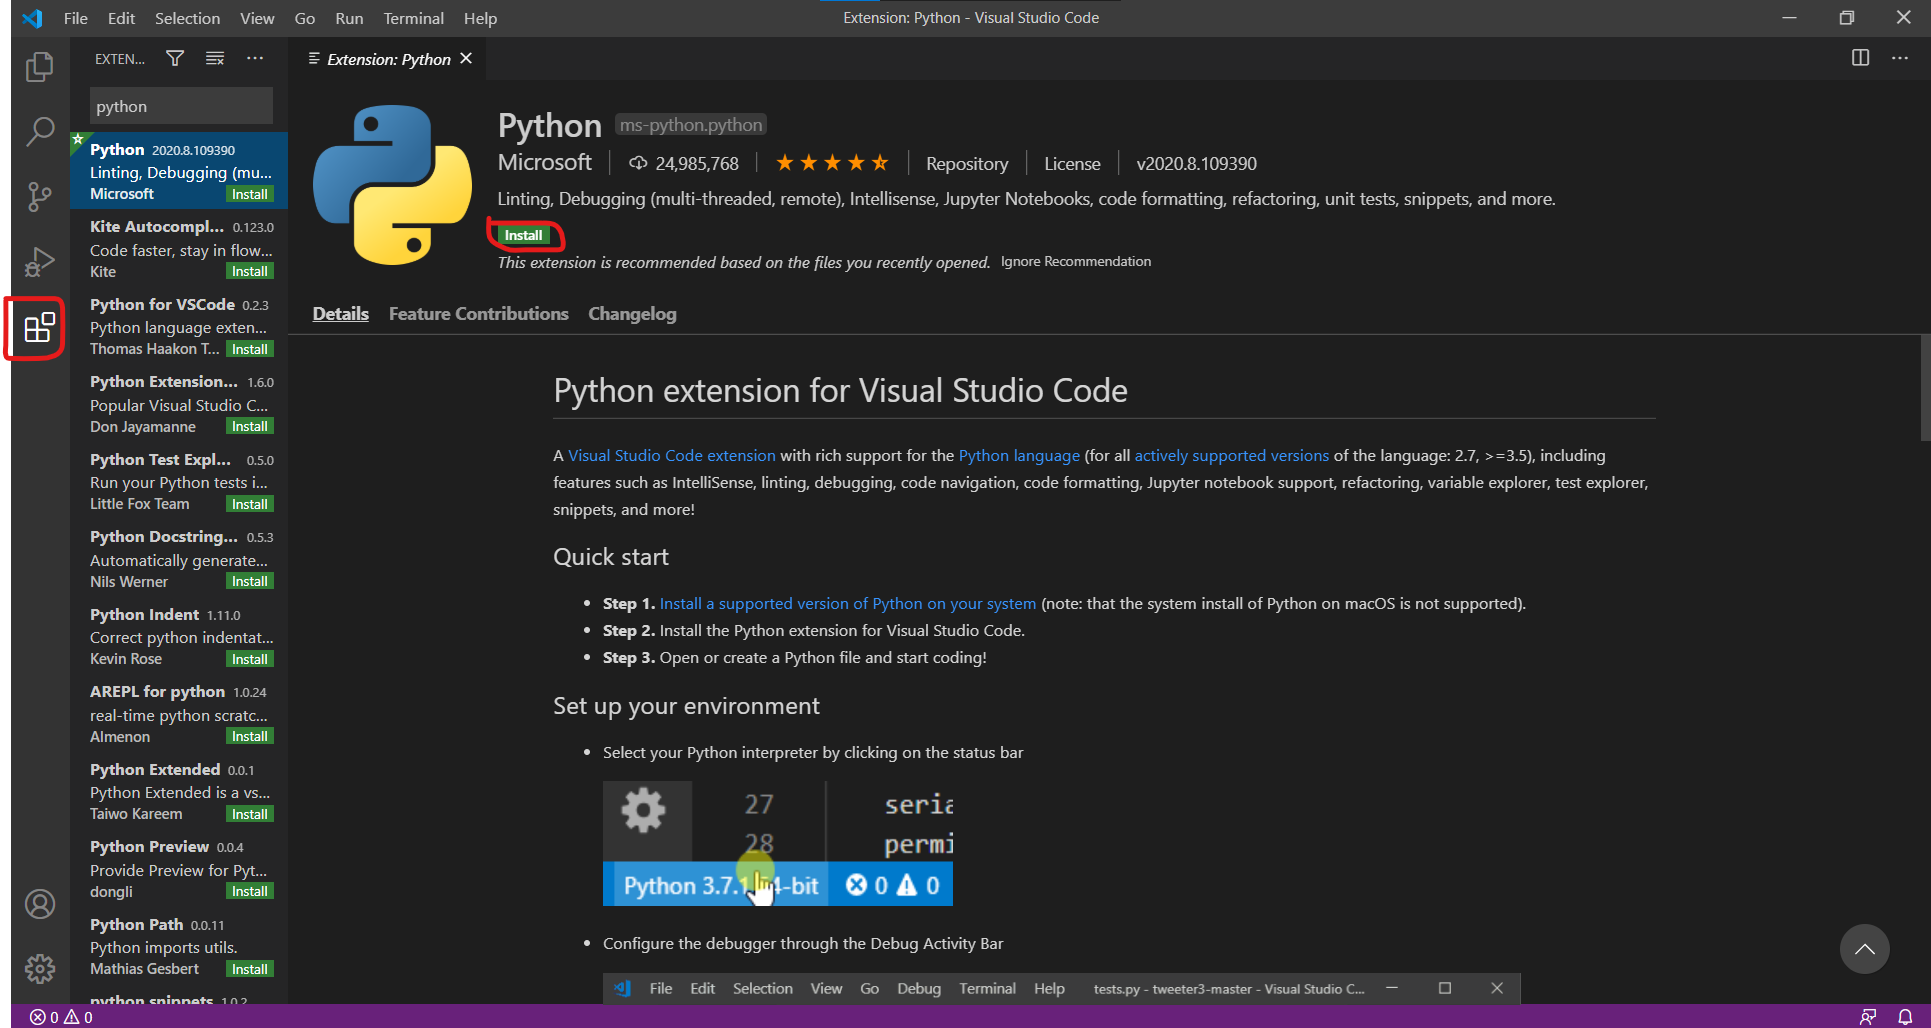 File Edit Selection View Go Run Terminal Help
Extension: Python - Visual Studio Code
EXTEN...
python
Python 2020.8.109390
Linting, Debugging (mu...
Microsoft Install
Kite Autocompl... 0.123.0
Code faster, stay in flow...
Kite Install
Python for VSCode 0.2.3
Python language exten...
Thomas Haakon T... Install
Python Extension... 1.6.0
Popular Visual Studio C...
Don Jayamanne Install
Python Test Expl... 0.5.0
Run your Python tests i...
Little Fox Team Install
Python Docstring... 0.5.3
Automatically generate...
Nils Werner Install
Python Indent 1.11.0
Correct python indentat...
Kevin Rose Install
AREPL for python 1.0.24
real-time python scratc...
Almenon Install
Python Extended 0.0.1
Python Extended is a vs...
Taiwo Kareem Install
Python Preview 0.0.4
Provide Preview for Pyt...
dongli Install
Python Path 0.0.11
Python imports utils.
Mathias Gesbert Install
python snippets 1.0.2
Extension: Python
Python ms-python.python
Microsoft 24,985,768 Repository License v2020.8.109390
Linting, Debugging (multi-threaded, remote), Intellisense, Jupyter Notebooks, code formatting, refactoring, unit tests, snippets, and more.
Install
This extension is recommended based on the files you recently opened. Ignore Recommendation
Details Feature Contributions Changelog
Python extension for Visual Studio Code
A Visual Studio Code extension with rich support for the Python language (for all actively supported versions of the language: 2.7, >=3.5), including
features such as IntelliSense, linting, debugging, code navigation, code formatting, Jupyter notebook support, refactoring, variable explorer, test explorer,
snippets, and more!
Quick start
• Step 1. Install a supported version of Python on your system (note: that the system install of Python on macOS is not supported).
• Step 2. Install the Python extension for Visual Studio Code.
• Step 3. Open or create a Python file and start coding!
Set up your environment
• Select your Python interpreter by clicking on the status bar
27 seria
28 permi
Python 3.7.1 -bit 0 0
• Configure the debugger through the Debug Activity Bar
File Edit Selection View Go Debug Terminal Help tests.py - tweeter3-master - Visual Studio C...
0 0